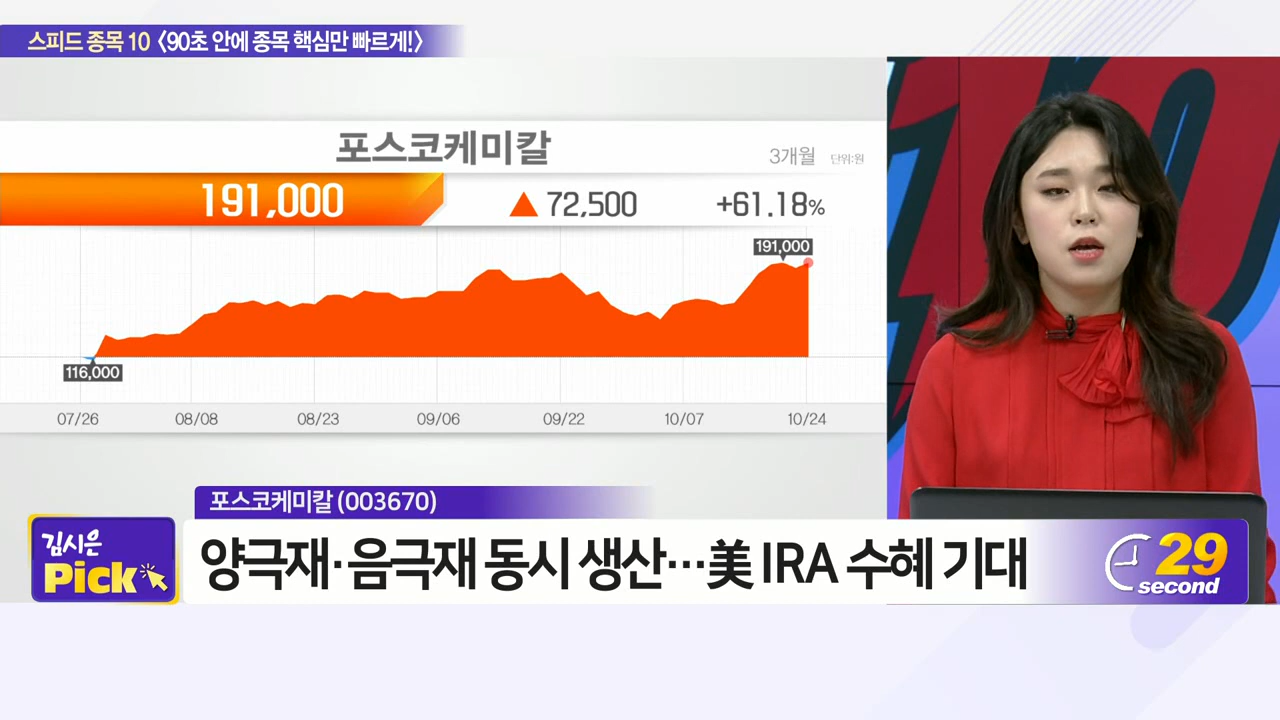 스피드 종목 10 〈90초 안에 종목 핵심만 빠르게!〉
포스코케미칼
3개월 단위:원
191,000 ▲ 72,500 +61.18%
191,000
116,000
07/26 08/08 08/23 09/06 09/22 10/07 10/24
포스코케미칼 (003670)
김시은
Pick
양극재·음극재 동시 생산…美 IRA 수혜 기대
29
second
10